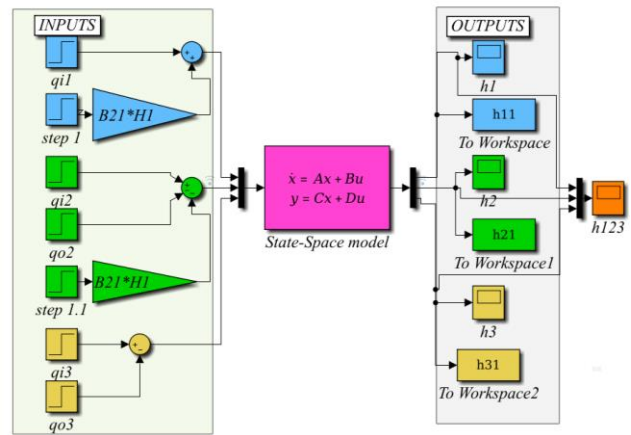 INPUTS
qi1
step 1
B21*H1
qi2
qo2
step 1.1
B21*H1
qi3
qo3
ẋ = Ax + Bu
y = Cx + Du
State-Space model
OUTPUTS
h1
h11
To Workspace
h2
h21
To Workspace1
h3
h31
To Workspace2
h123